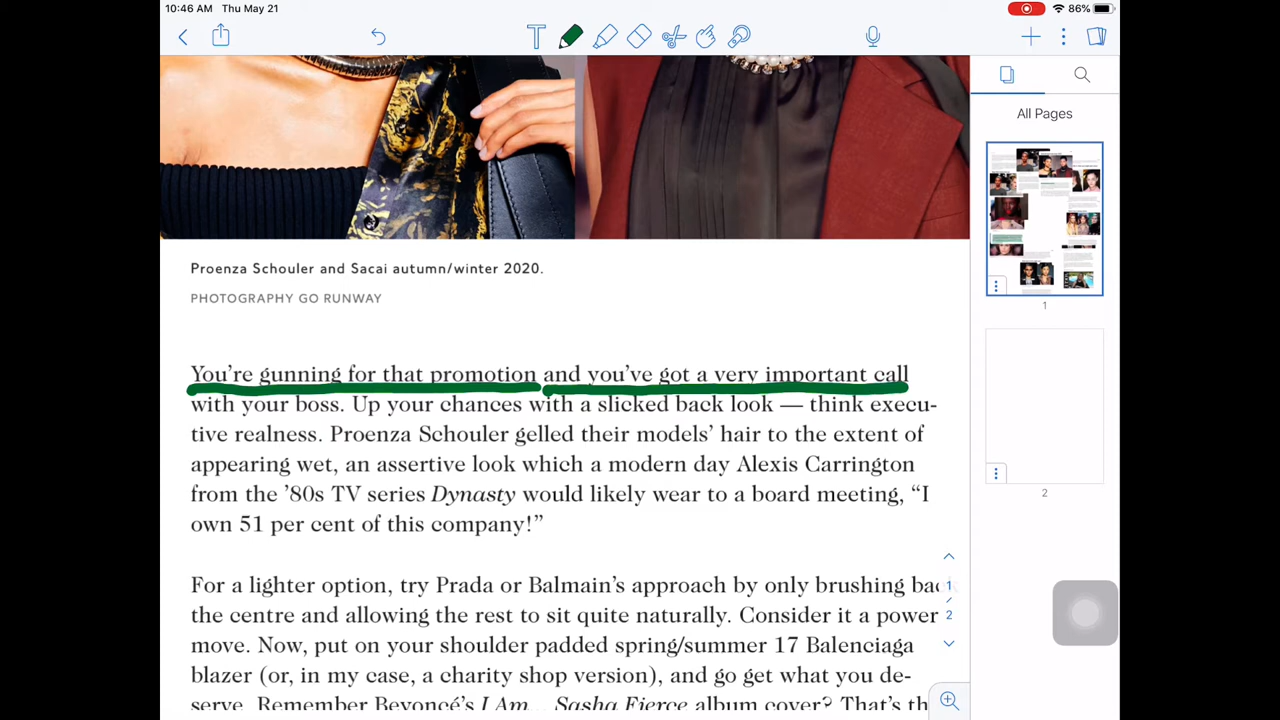 10:46 AM Thu May 21
86%
All Pages
Proenza Schouler and Sacai autumn/winter 2020.
PHOTOGRAPHY GO RUNWAY
You’re gunning for that promotion and you’ve got a very important call
with your boss. Up your chances with a slicked back look — think execu-
tive realness. Proenza Schouler gelled their models’ hair to the extent of
appearing wet, an assertive look which a modern day Alexis Carrington
from the ’80s TV series Dynasty would likely wear to a board meeting, “I
own 51 per cent of this company!”
For a lighter option, try Prada or Balmain’s approach by only brushing back
the centre and allowing the rest to sit quite naturally. Consider it a power
move. Now, put on your shoulder padded spring/summer 17 Balenciaga
blazer (or, in my case, a charity shop version), and go get what you de-
serve. Remember Beyoncé’s I Am... Sasha Fierce album cover? That’s th
1
2
1
2